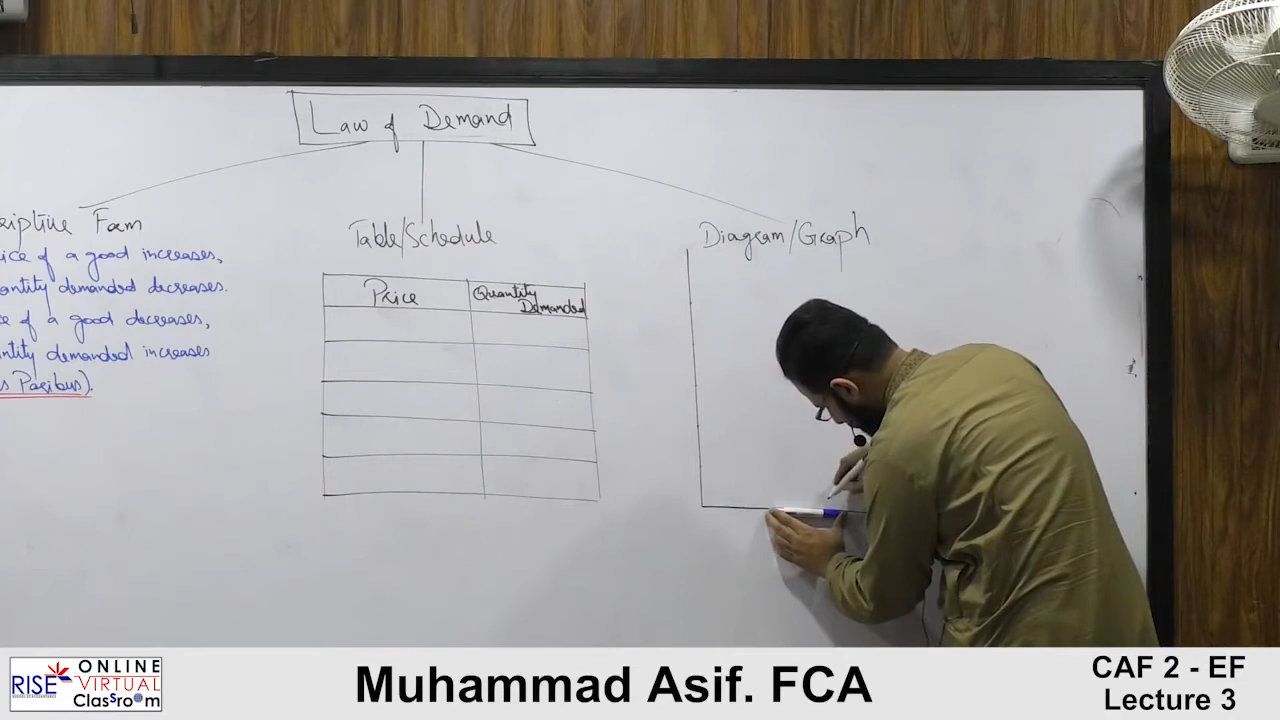 Law of Demand
riptive Form
ice of a good increases,
antity demanded decreases.
ce of a good decreases,
ntity demanded increases
s Paribus).
Table/Schedule
Price
Quantity
Demanded
Diagram/Graph
RISE
ONLINE
VIRTUAL
Classroom
Muhammad Asif. FCA
CAF 2 - EF
Lecture 3